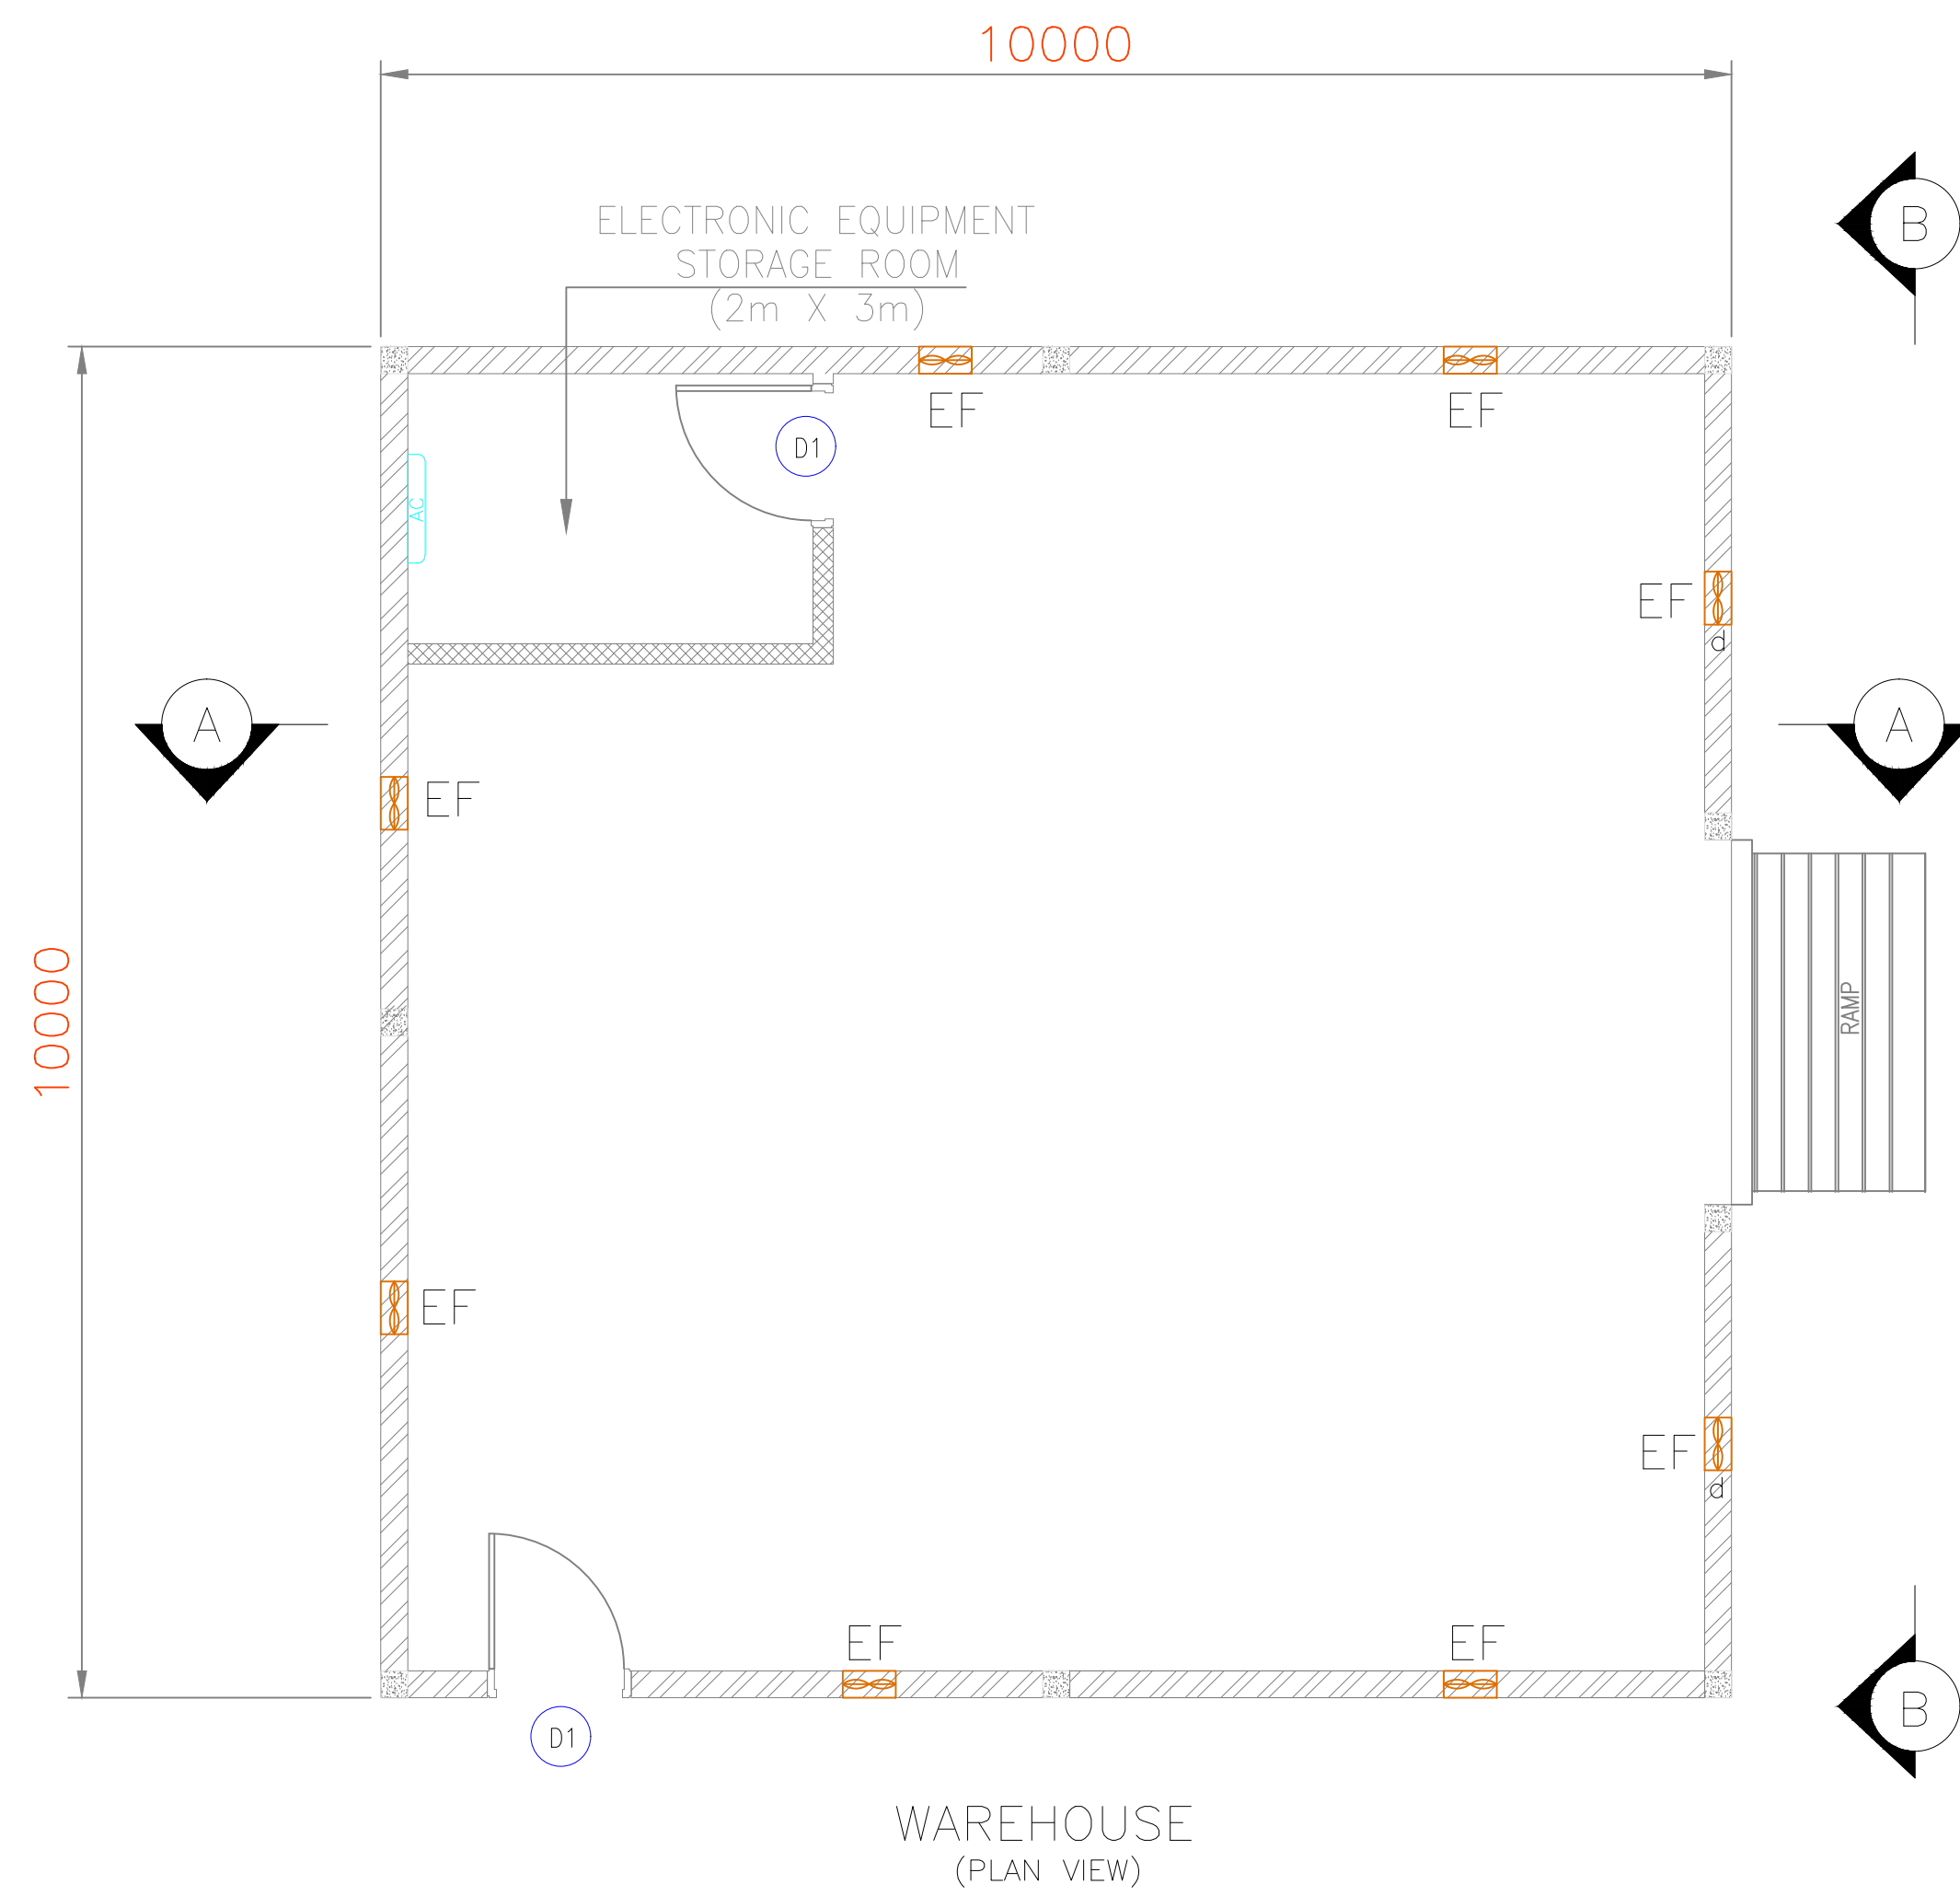 10000
B
ELECTRONIC EQUIPMENT
STORAGE ROOM
(2m X 3m)
EF
EF
D1
AC
EF
d
A
A
EF
10000
RAMP
EF
EF
d
EF
EF
B
D1
WAREHOUSE
(PLAN VIEW)